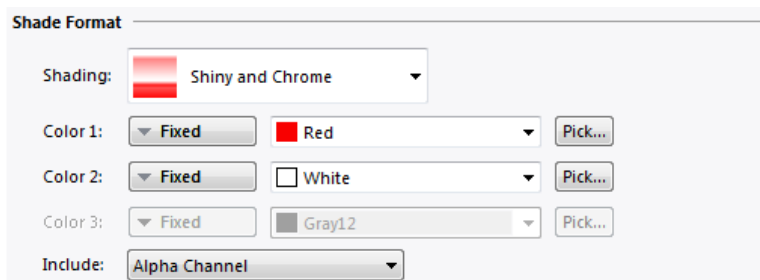 Shade Format
Shading: Shiny and Chrome
Color 1: Fixed Red Pick...
Color 2: Fixed White Pick...
Color 3: Fixed Gray12 Pick...
Include: Alpha Channel